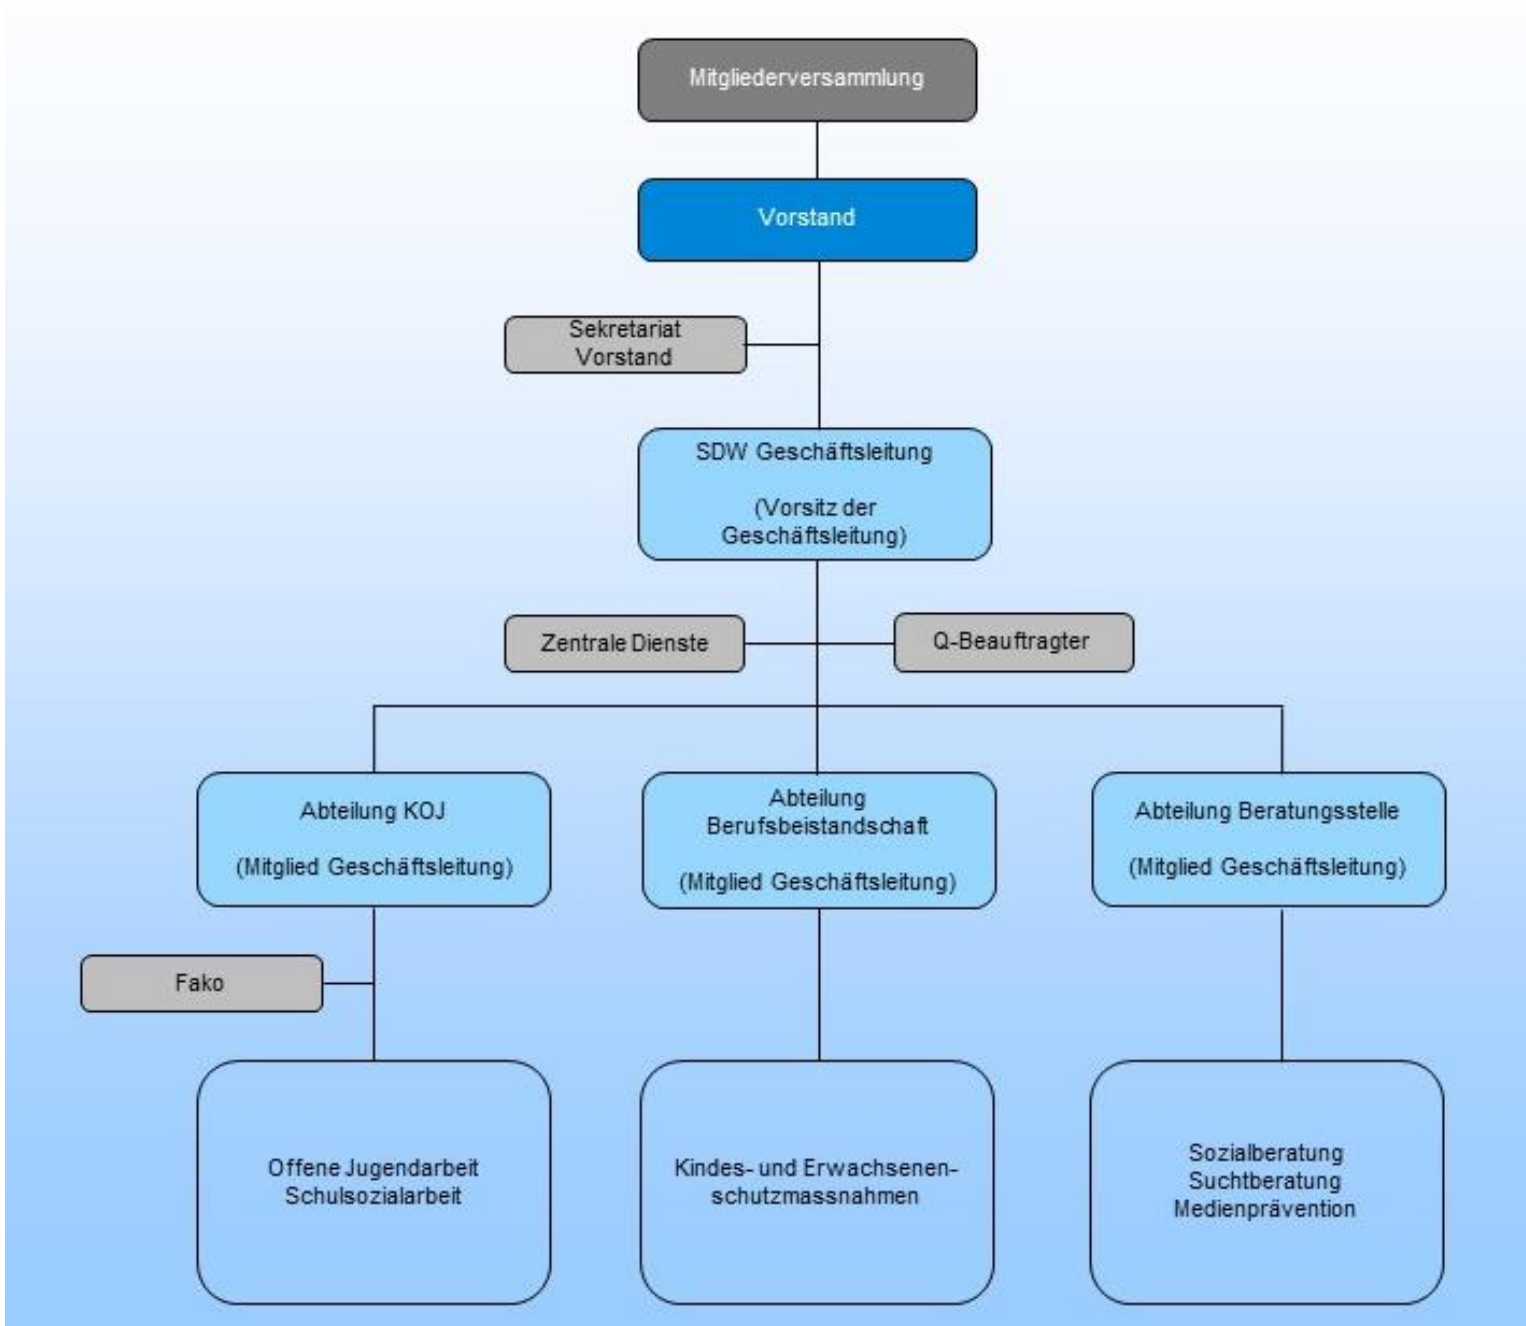 Mitgliederversammlung
Vorstand
Sekretariat
Vorstand
SDW Geschäftsleitung
(Vorsitz der
Geschäftsleitung)
Zentrale Dienste
Q-Beauftragter
Abteilung KOJ
(Mitglied Geschäftsleitung)
Abteilung
Berufsbeistandschaft
(Mitglied Geschäftsleitung)
Abteilung Beratungsstelle
(Mitglied Geschäftsleitung)
Fako
Offene Jugendarbeit
Schulsozialarbeit
Kindes- und Erwachsenen-
schutzmassnahmen
Sozialberatung
Suchtberatung
Medienprävention